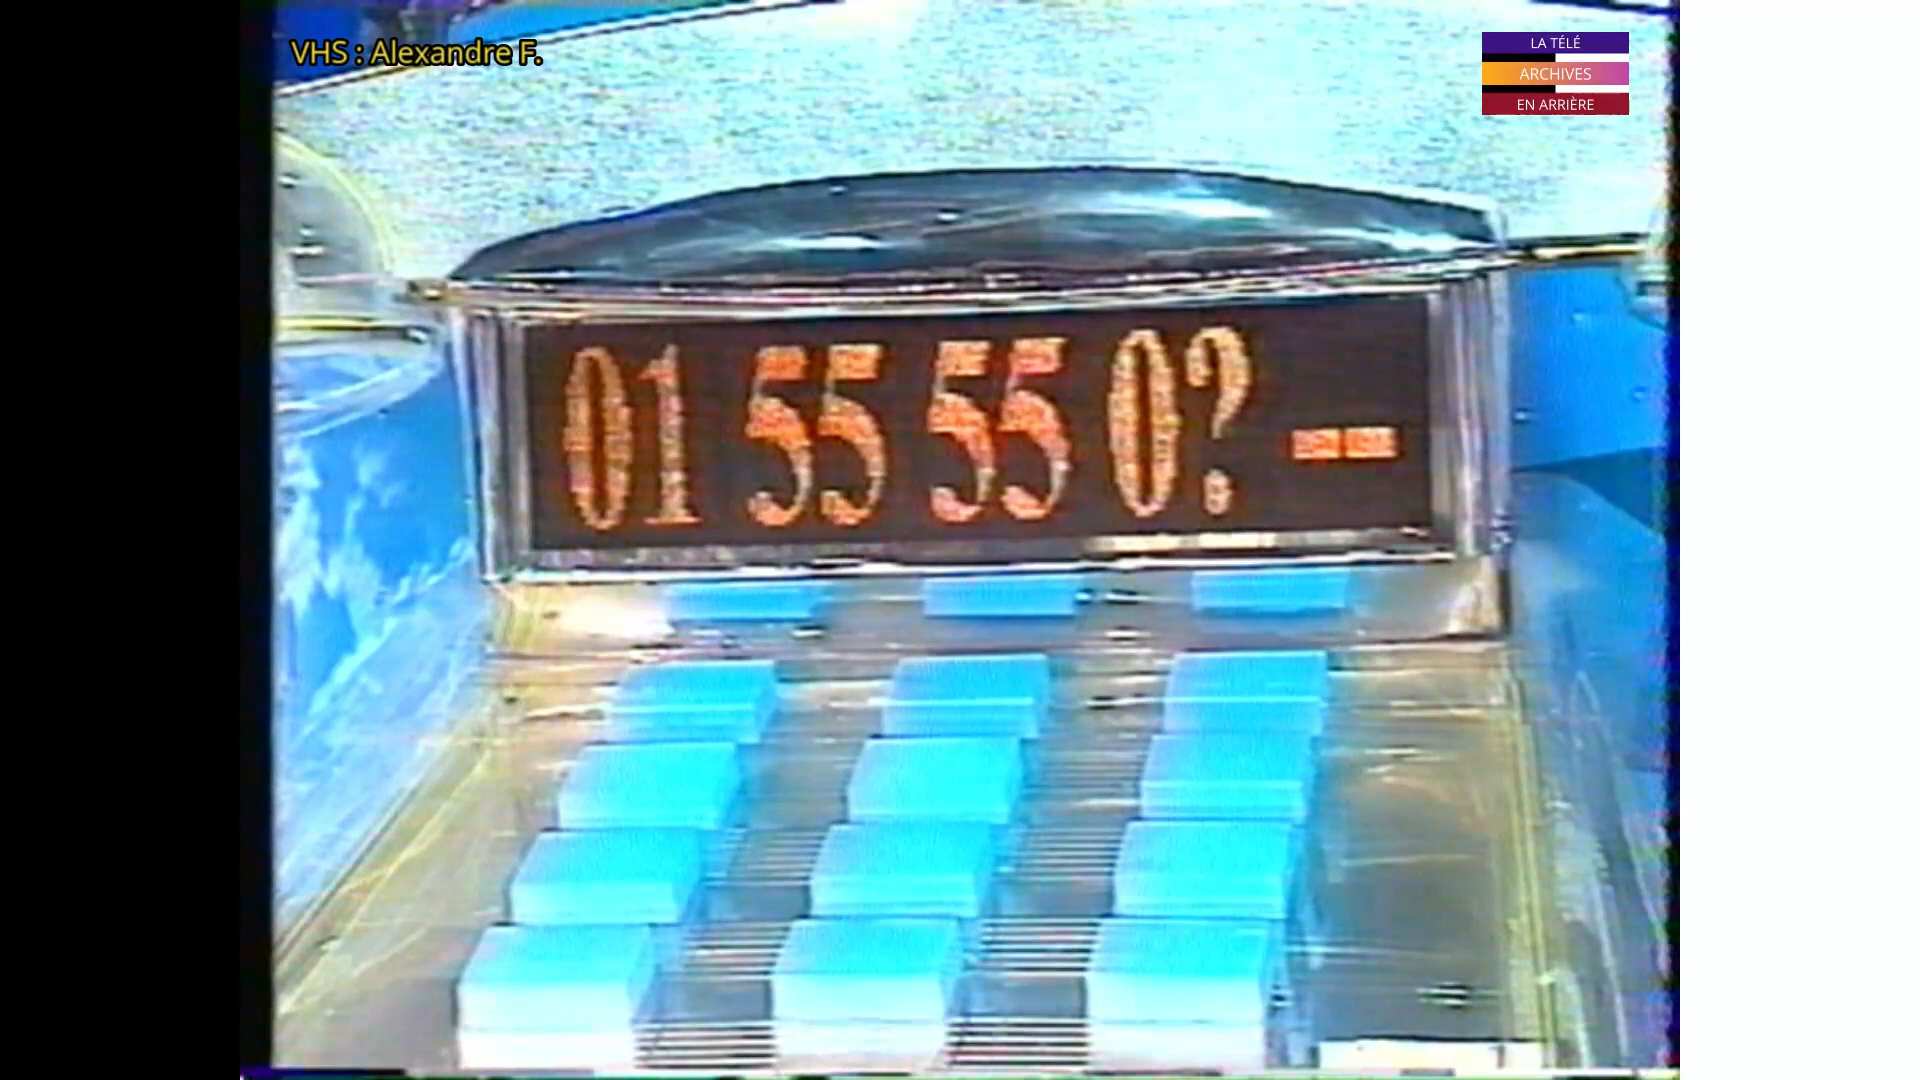 VHS : Alexandre F.
LA TÉLÉ
ARCHIVES
EN ARRIÈRE
01 55 55 0? --